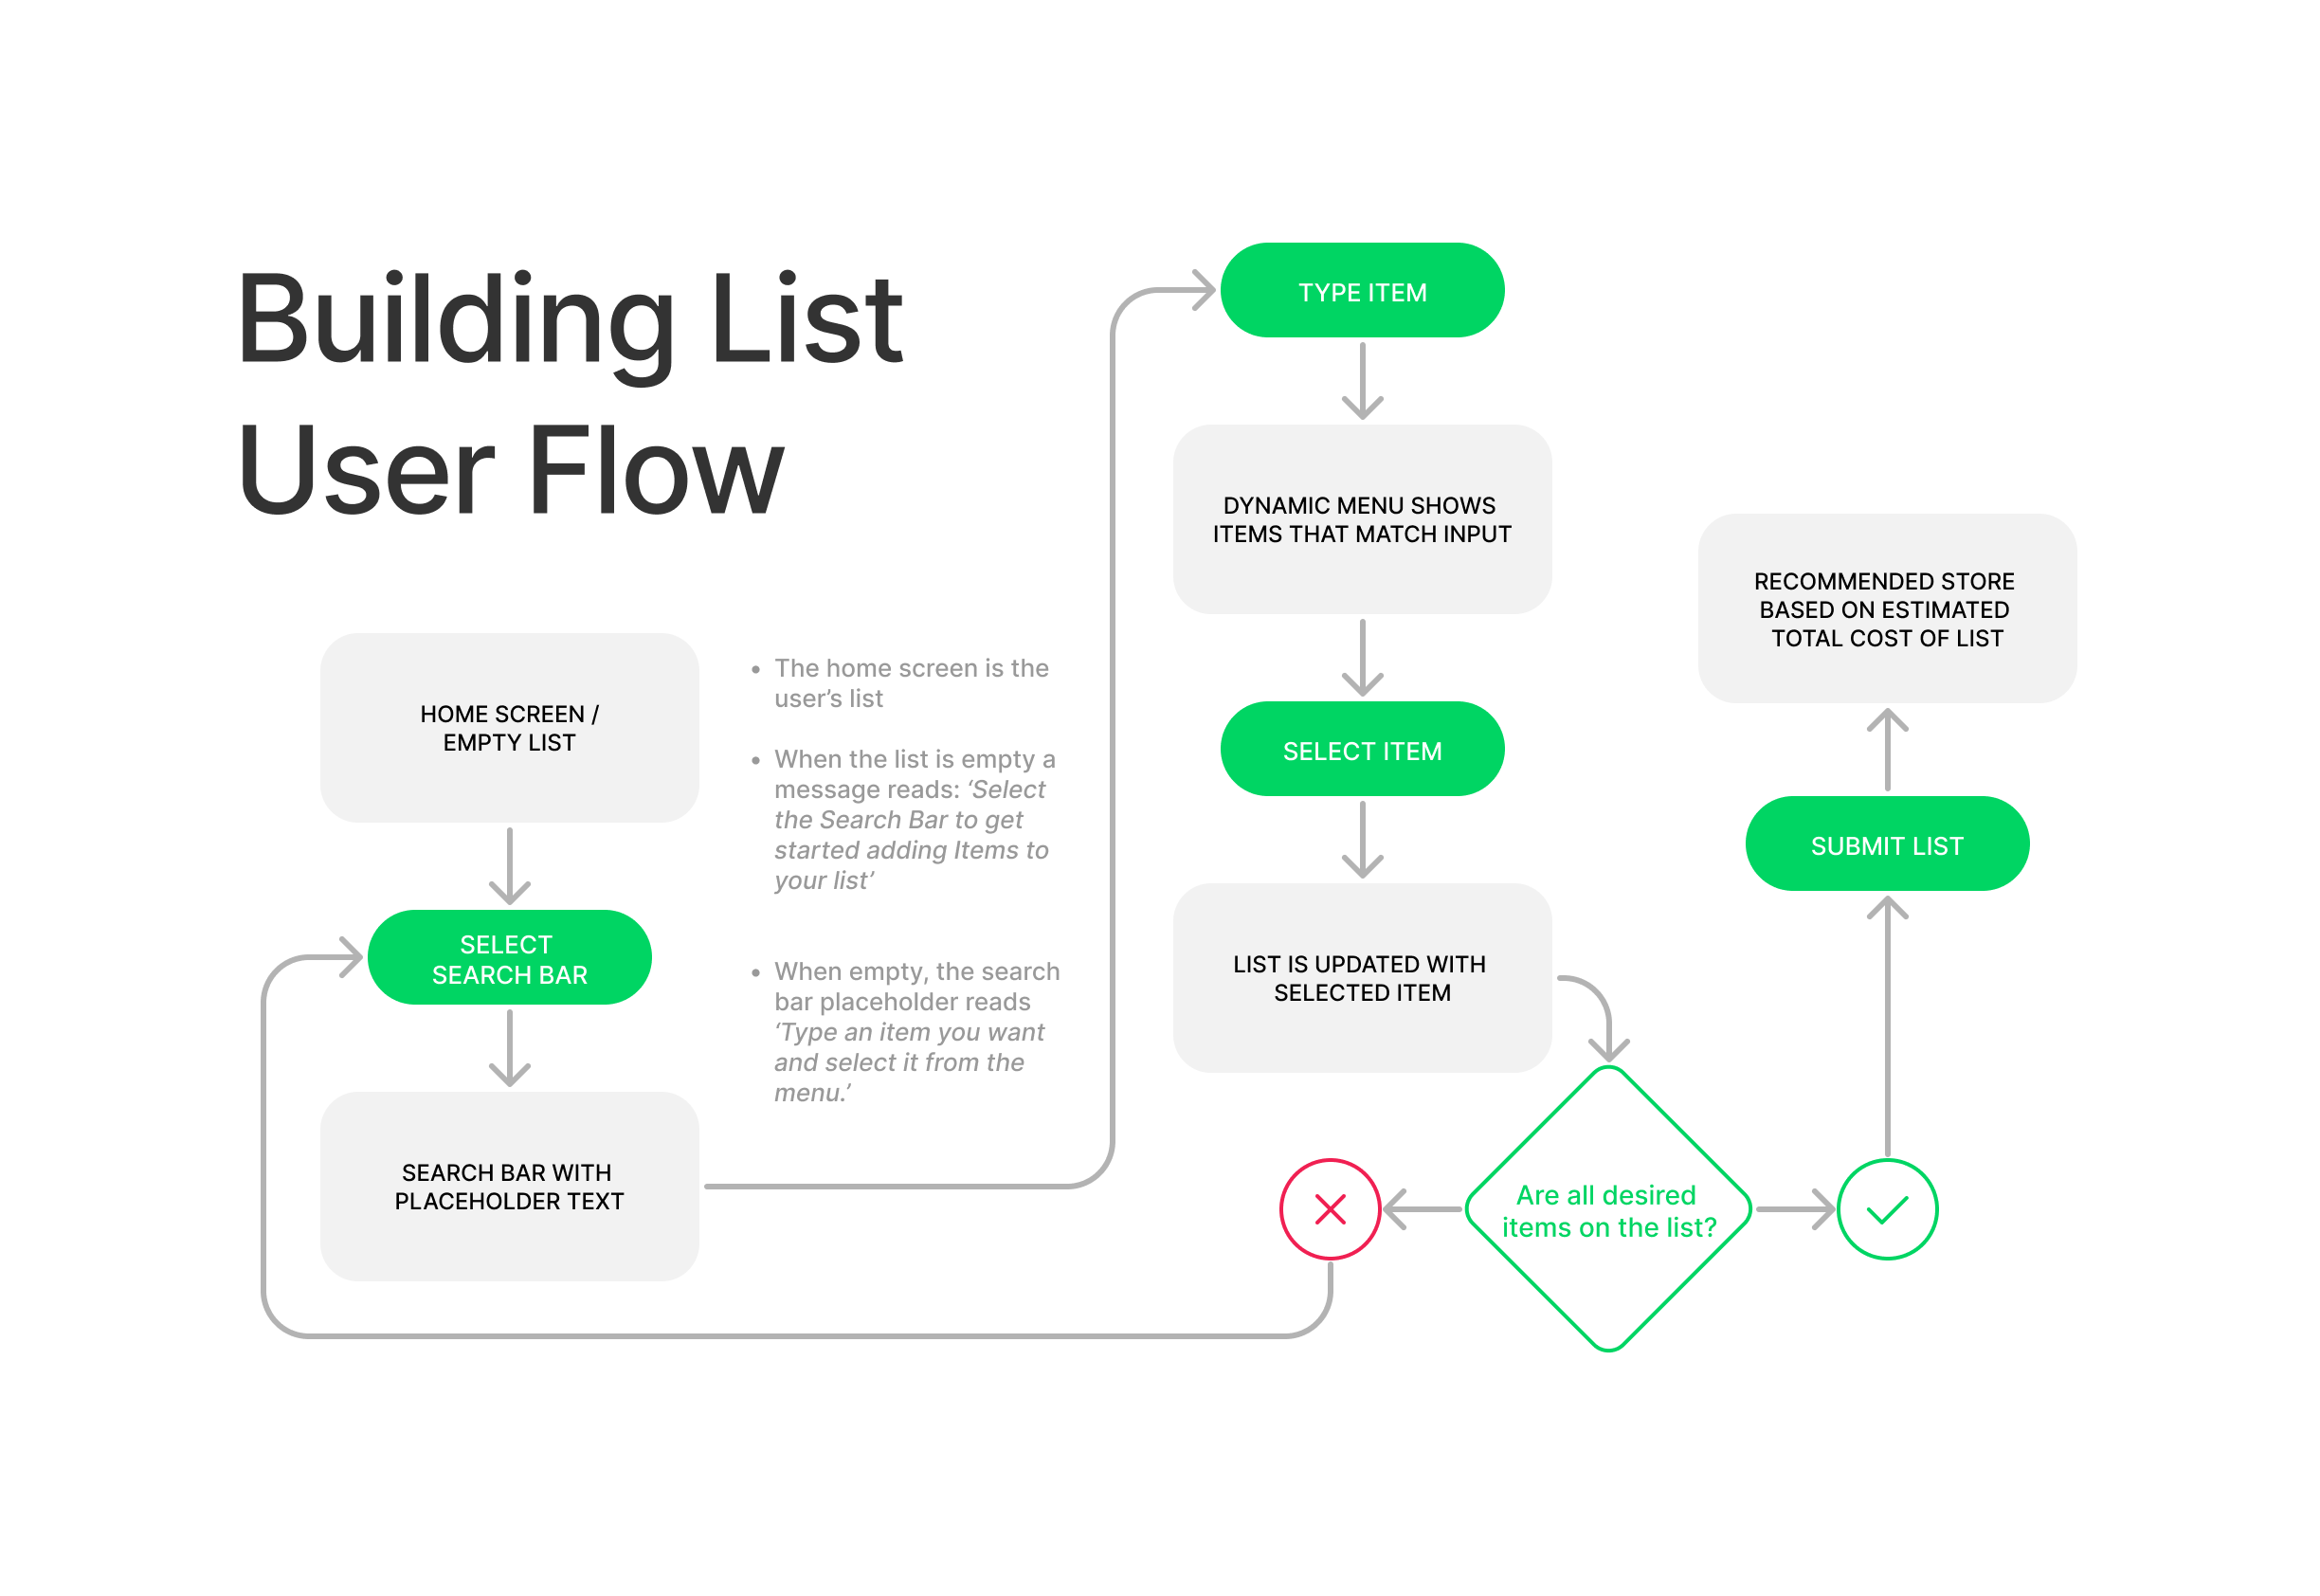 Building List
User Flow
HOME SCREEN /
EMPTY LIST
• The home screen is the
user’s list
• When the list is empty a
message reads: ‘Select
the Search Bar to get
started adding Items to
your list’
SELECT
SEARCH BAR
• When empty, the search
bar placeholder reads
‘Type an item you want
and select it from the
menu.’
SEARCH BAR WITH
PLACEHOLDER TEXT
TYPE ITEM
DYNAMIC MENU SHOWS
ITEMS THAT MATCH INPUT
SELECT ITEM
LIST IS UPDATED WITH
SELECTED ITEM
Are all desired
items on the list?
SUBMIT LIST
RECOMMENDED STORE
BASED ON ESTIMATED
TOTAL COST OF LIST